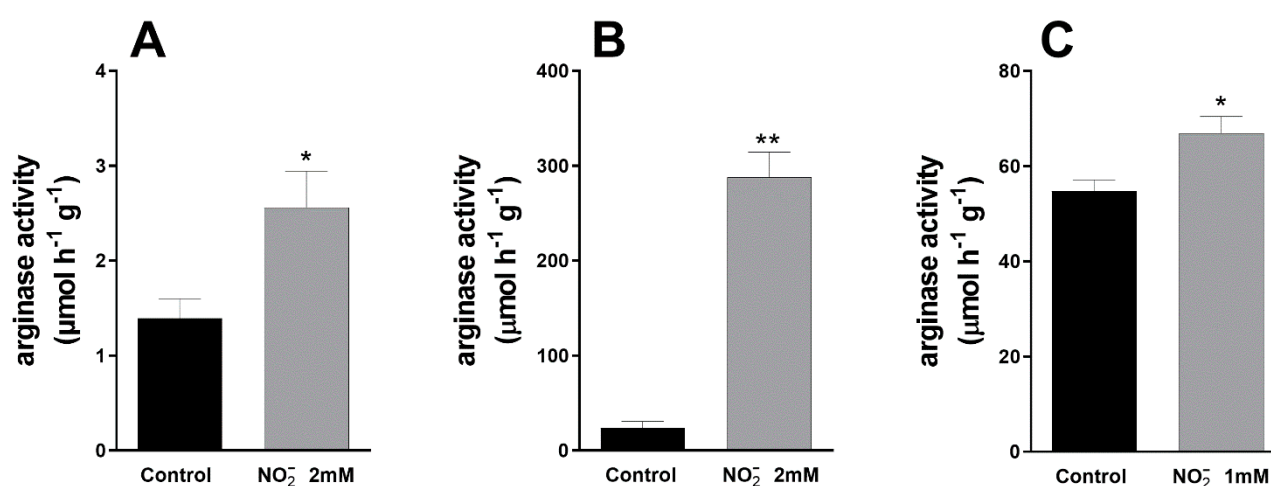 A
arginase activity
(µmol h⁻¹ g⁻¹)
4
3
2
1
0
*
Control
NO₂⁻ 2mM
B
arginase activity
(µmol h⁻¹ g⁻¹)
400
300
200
100
0
**
Control
NO₂⁻ 2mM
C
arginase activity
(µmol h⁻¹ g⁻¹)
80
60
40
20
0
*
Control
NO₂⁻ 1mM